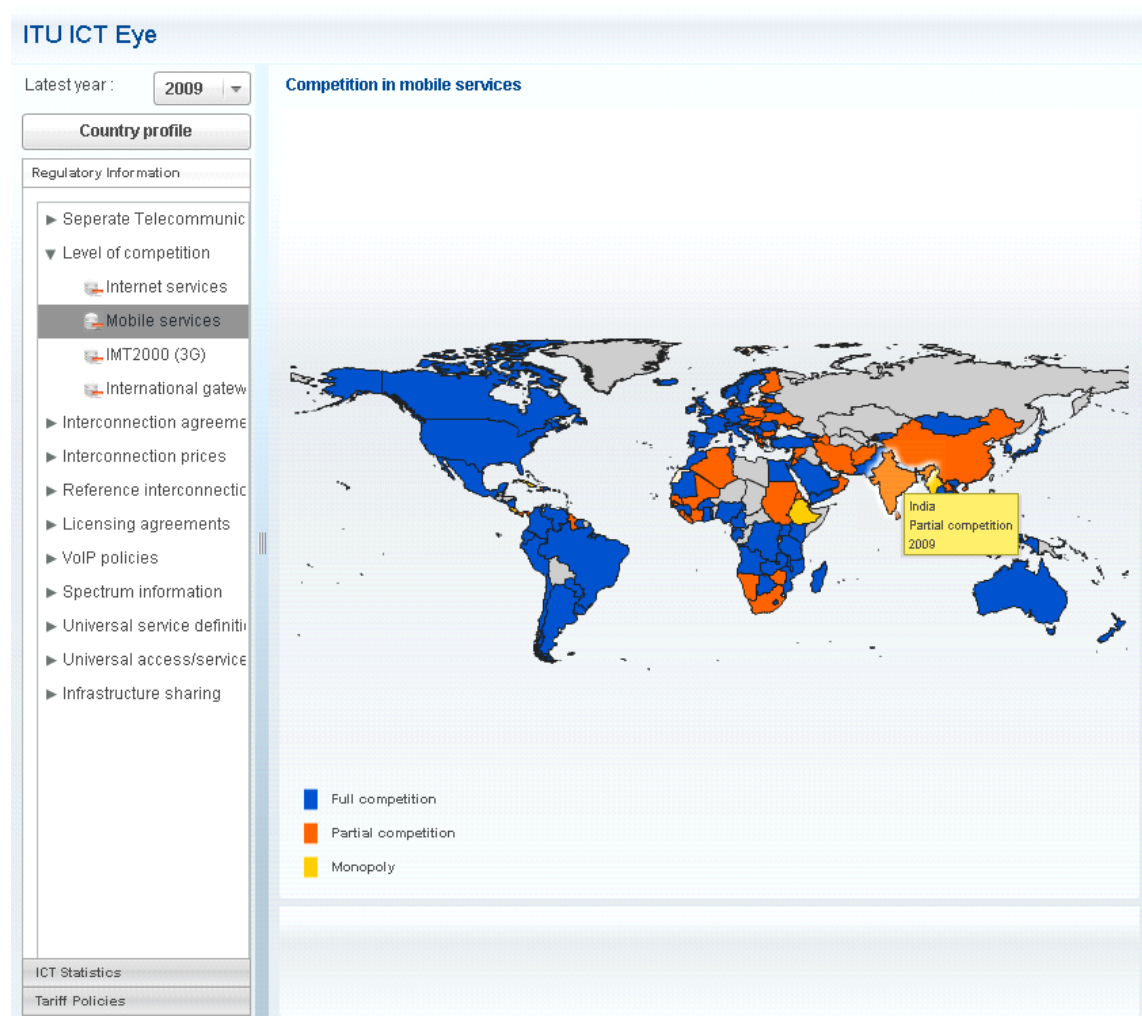 ITU ICT Eye
Latest year :
2009
Country profile
Regulatory Information
Seperate Telecommunic
Level of competition
Internet services
Mobile services
IMT2000 (3G)
International gatew
Interconnection agreeme
Interconnection prices
Reference interconnectic
Licensing agreements
VoIP policies
Spectrum information
Universal service definiti
Universal access/service
Infrastructure sharing
ICT Statistics
Tariff Policies
Competition in mobile services
India
Partial competition
2009
Full competition
Partial competition
Monopoly